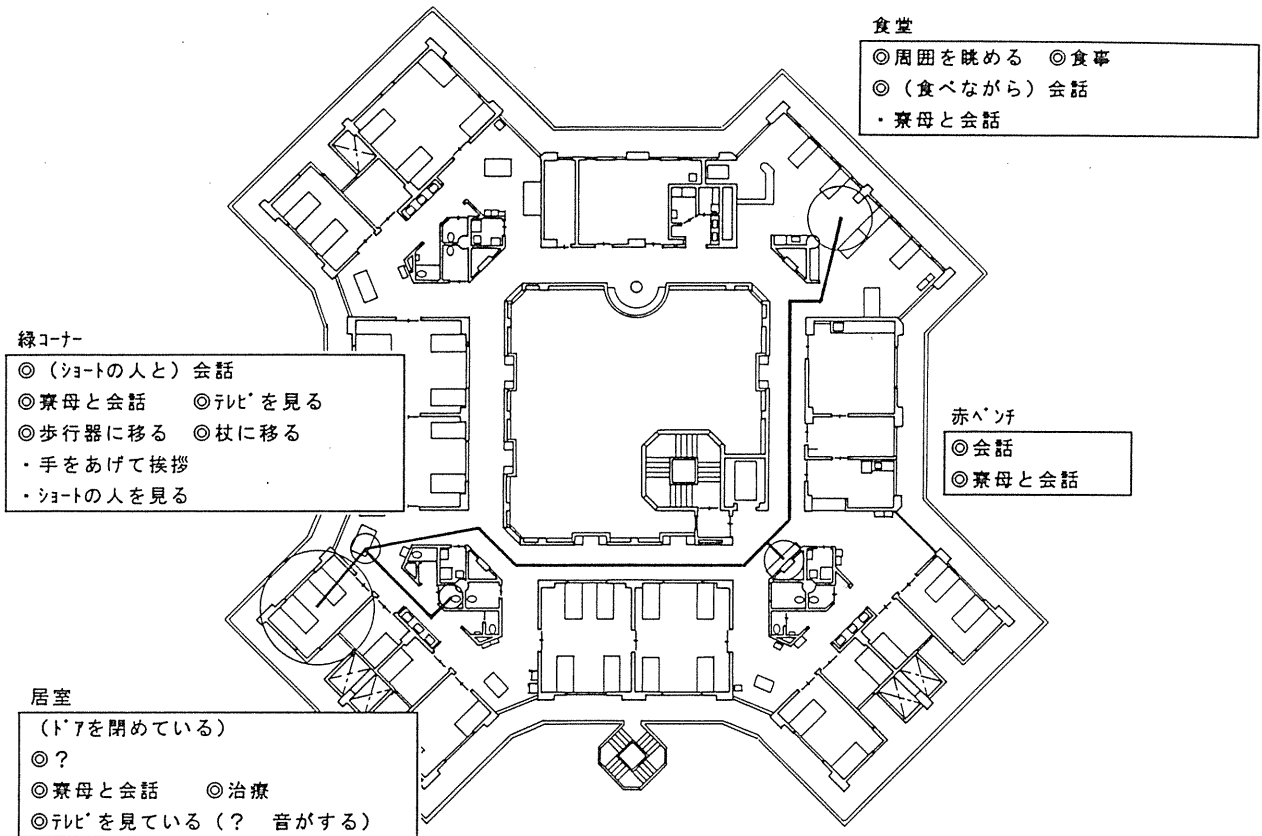 食堂
◎周囲を眺める ◎食事
◎（食べながら）会話
・寮母と会話
緑コーナー
◎（ショートの人と）会話
◎寮母と会話 ◎テレビを見る
◎歩行器に移る ◎杖に移る
・手をあげて挨拶
・ショートの人を見る
赤ベンチ
◎会話
◎寮母と会話
居室
（ドアを閉めている）
◎？
◎寮母と会話 ◎治療
◎テレビを見ている（？ 音がする）